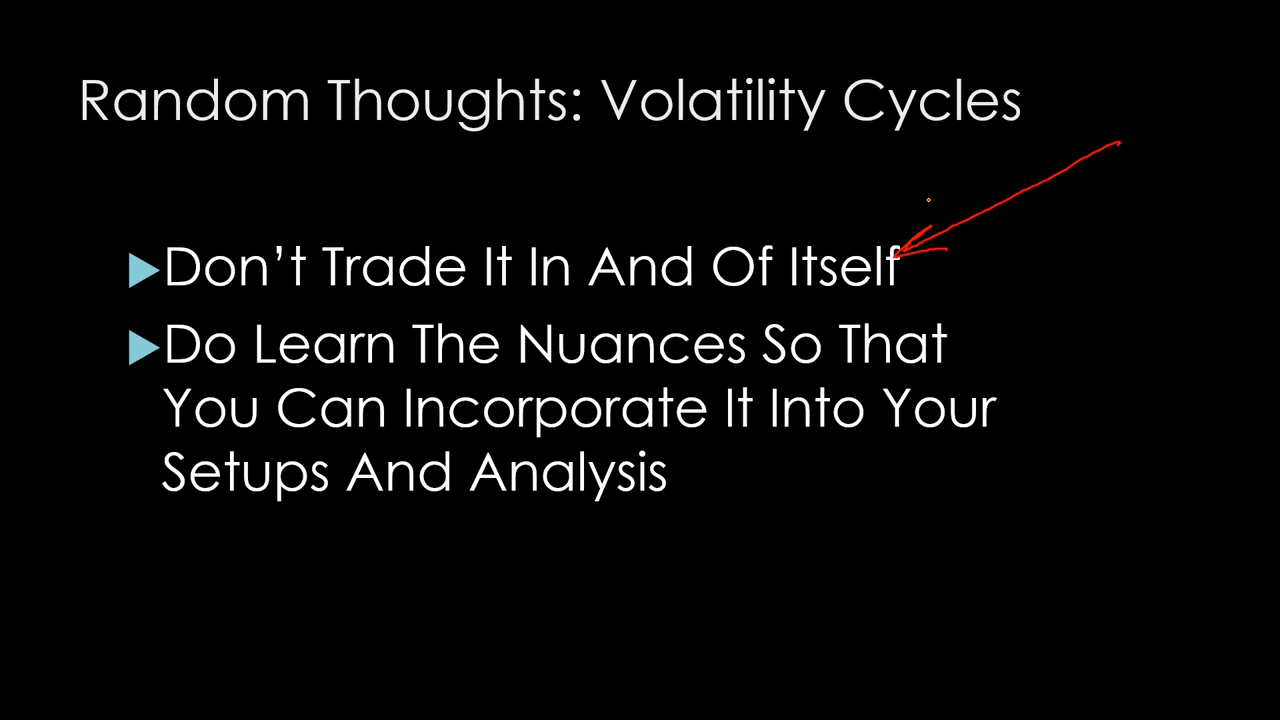 Random Thoughts: Volatility Cycles
Don’t Trade It In And Of Itself
Do Learn The Nuances So That
You Can Incorporate It Into Your
Setups And Analysis